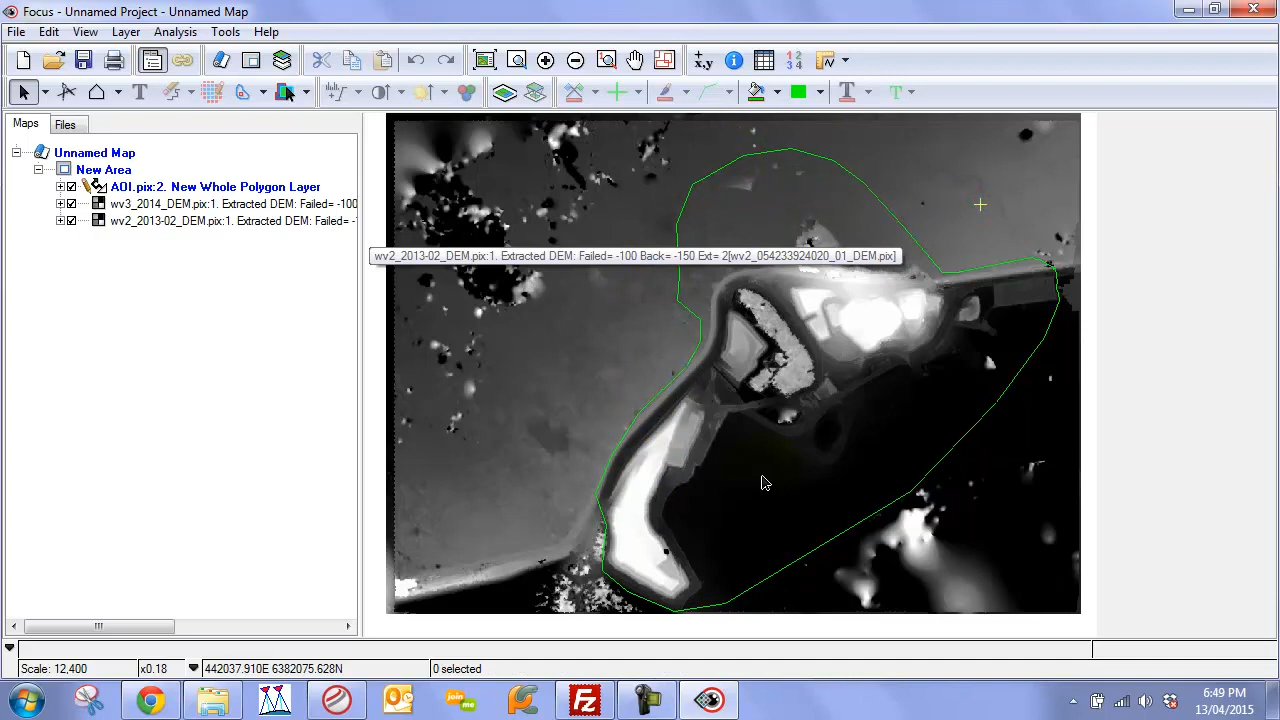 Focus - Unnamed Project - Unnamed Map
File Edit View Layer Analysis Tools Help
Maps Files
Unnamed Map
New Area
AOI.pix:2. New Whole Polygon Layer
wv3_2014_DEM.pix:1. Extracted DEM: Failed= -100
wv2_2013-02_DEM.pix:1. Extracted DEM: Failed= -1
wv2_2013-02_DEM.pix:1. Extracted DEM: Failed= -100 Back= -150 Ext= 2[wv2_054233924020_01_DEM.pix]
Scale: 12,400 x0.18 442037.910E 6382075.628N 0 selected
6:49 PM
13/04/2015